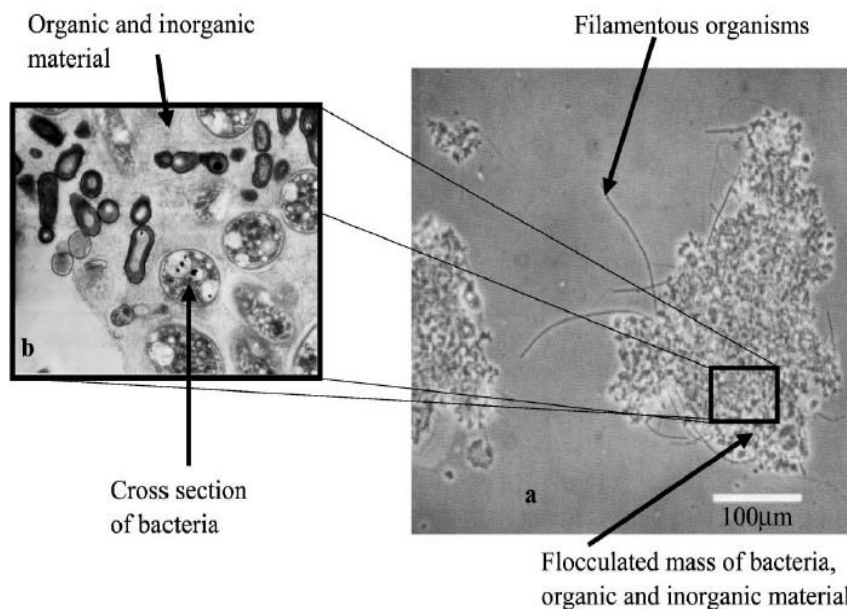 Organic and inorganic
material
Filamentous organisms
b
Cross section
of bacteria
a
100μm
Flocculated mass of bacteria,
organic and inorganic material